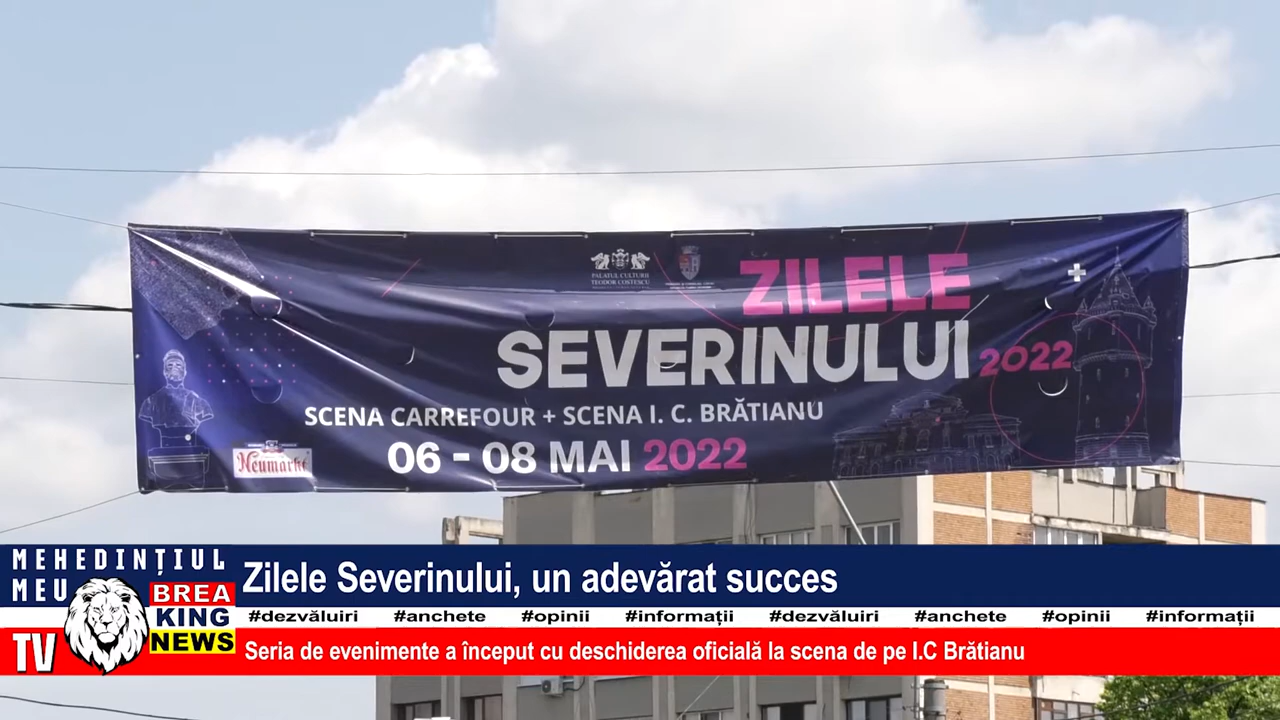 PALATUL CULTURII
TEODOR COSTESCU
ZILELE
SEVERINULUI 2022
SCENA CARREFOUR + SCENA I. C. BRĂTIANU
06 - 08 MAI 2022
Neumarkt
MEHEDINȚIUL
MEU
TV
BREA
KING
NEWS
Zilele Severinului, un adevărat succes
#dezvăluiri #anchete #opinii #informații #dezvăluiri #anchete #opinii #informații
Seria de evenimente a început cu deschiderea oficială la scena de pe I.C Brătianu